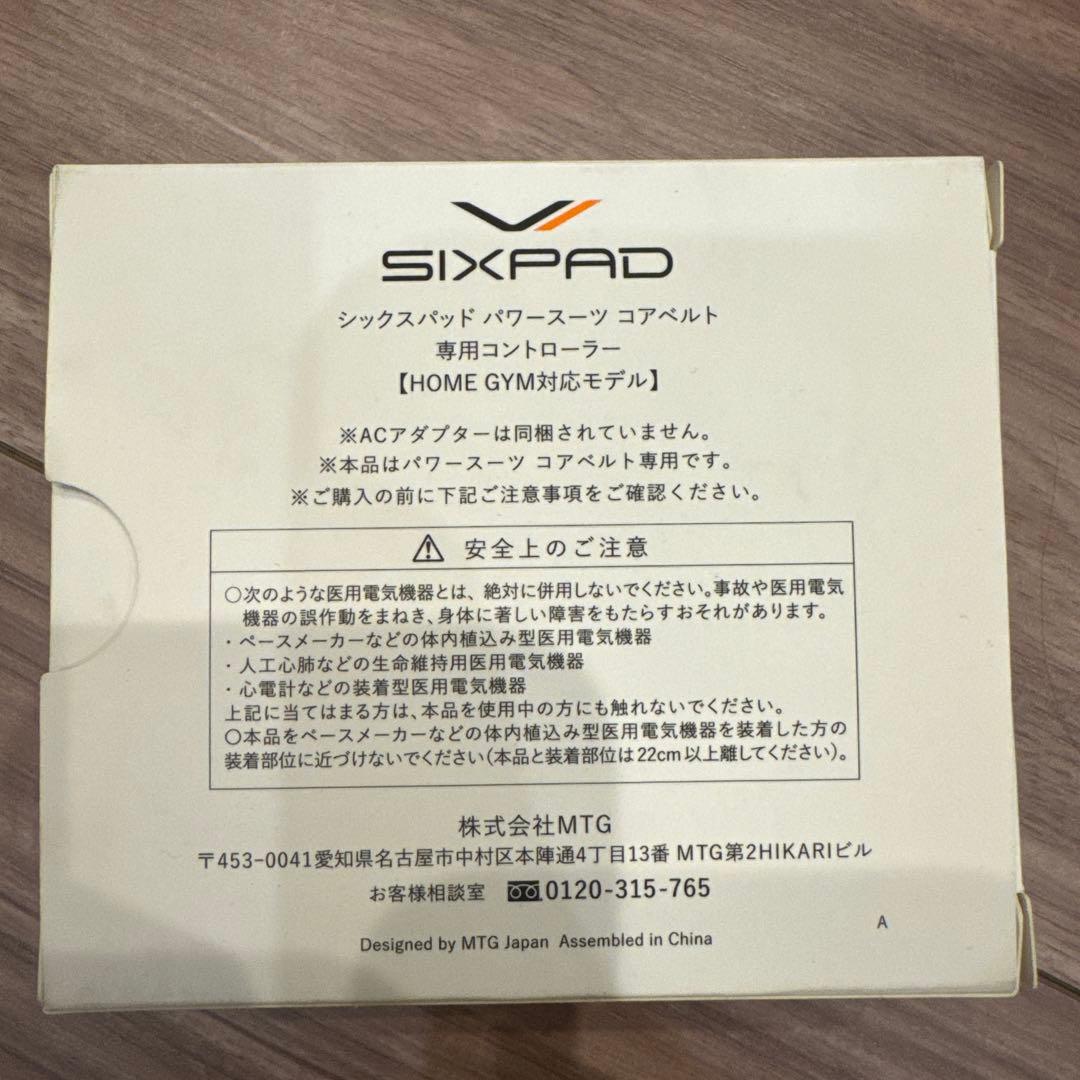 SIXPAD
シックスパッド パワースーツ コアベルト
専用コントローラー
【HOME GYM対応モデル】
※ACアダプターは同梱されていません。
※本品はパワースーツ コアベルト専用です。
※ご購入の前に下記ご注意事項をご確認ください。
安全上のご注意
○次のような医用電気機器とは、絶対に併用しないでください。事故や医用電気
機器の誤作動をまねき、身体に著しい障害をもたらすおそれがあります。
・ペースメーカーなどの体内植込み型医用電気機器
・人工心肺などの生命維持用医用電気機器
・心電計などの装着型医用電気機器
上記に当てはまる方は、本品を使用中の方にも触れないでください。
○本品をペースメーカーなどの体内植込み型医用電気機器を装着した方の
装着部位に近づけないでください(本品と装着部位は22cm以上離してください)。
株式会社MTG
〒453-0041愛知県名古屋市中村区本陣通4丁目13番 MTG第2HIKARIビル
お客様相談室 0120-315-765
A
Designed by MTG Japan Assembled in China